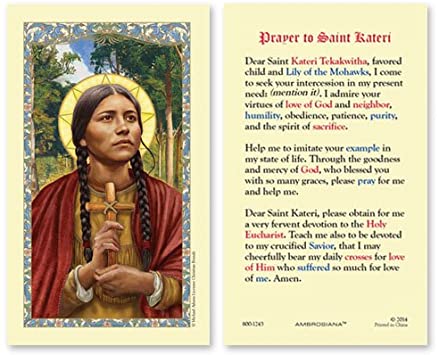 Prayer to Saint Kateri
Dear Saint Kateri Tekakwitha, favored
child and Lily of the Mohawks, I come
to seek your intercession in my present
need: (mention it), I admire your
virtues of love of God and neighbor,
humility, obedience, patience, purity,
and the spirit of sacrifice.
Help me to imitate your example in
my state of life. Through the goodness
and mercy of God, who blessed you
with so many graces, please pray for me
and help me.
Dear Saint Kateri, please obtain for me
a very fervent devotion to the Holy
Eucharist. Teach me also to be devoted
to my crucified Savior, that I may
cheerfully bear my daily crosses for love
of Him who suffered so much for love
of me. Amen.
800-1243 AMBROSIANA™ © 2014
Printed in China